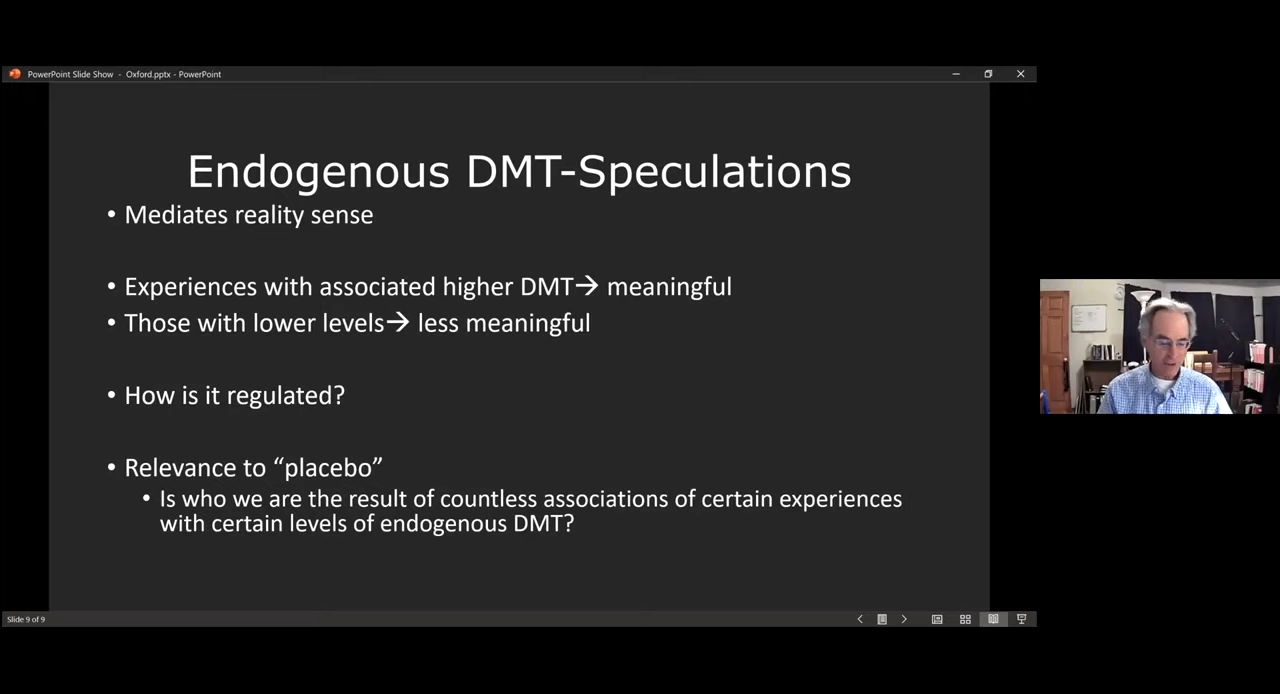 PowerPoint Slide Show - Oxford.pptx - PowerPoint
Endogenous DMT-Speculations
• Mediates reality sense
• Experiences with associated higher DMT→ meaningful
• Those with lower levels→ less meaningful
• How is it regulated?
• Relevance to “placebo”
• Is who we are the result of countless associations of certain experiences
with certain levels of endogenous DMT?
Slide 9 of 9